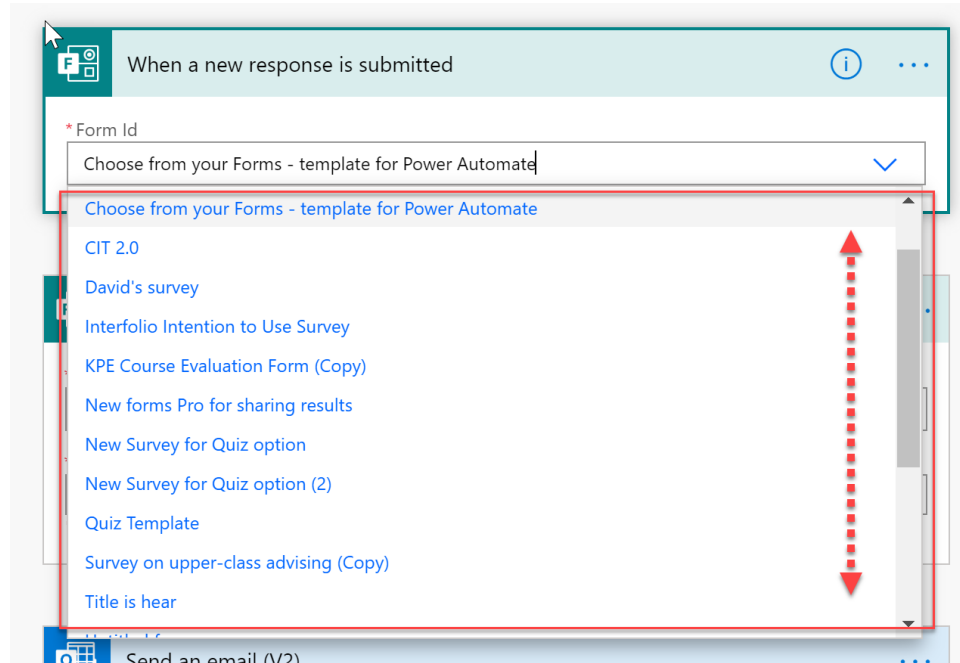 When a new response is submitted
* Form Id
Choose from your Forms - template for Power Automate
Choose from your Forms - template for Power Automate
CIT 2.0
David's survey
Interfolio Intention to Use Survey
KPE Course Evaluation Form (Copy)
New forms Pro for sharing results
New Survey for Quiz option
New Survey for Quiz option (2)
Quiz Template
Survey on upper-class advising (Copy)
Title is hear
Send an email (V2)